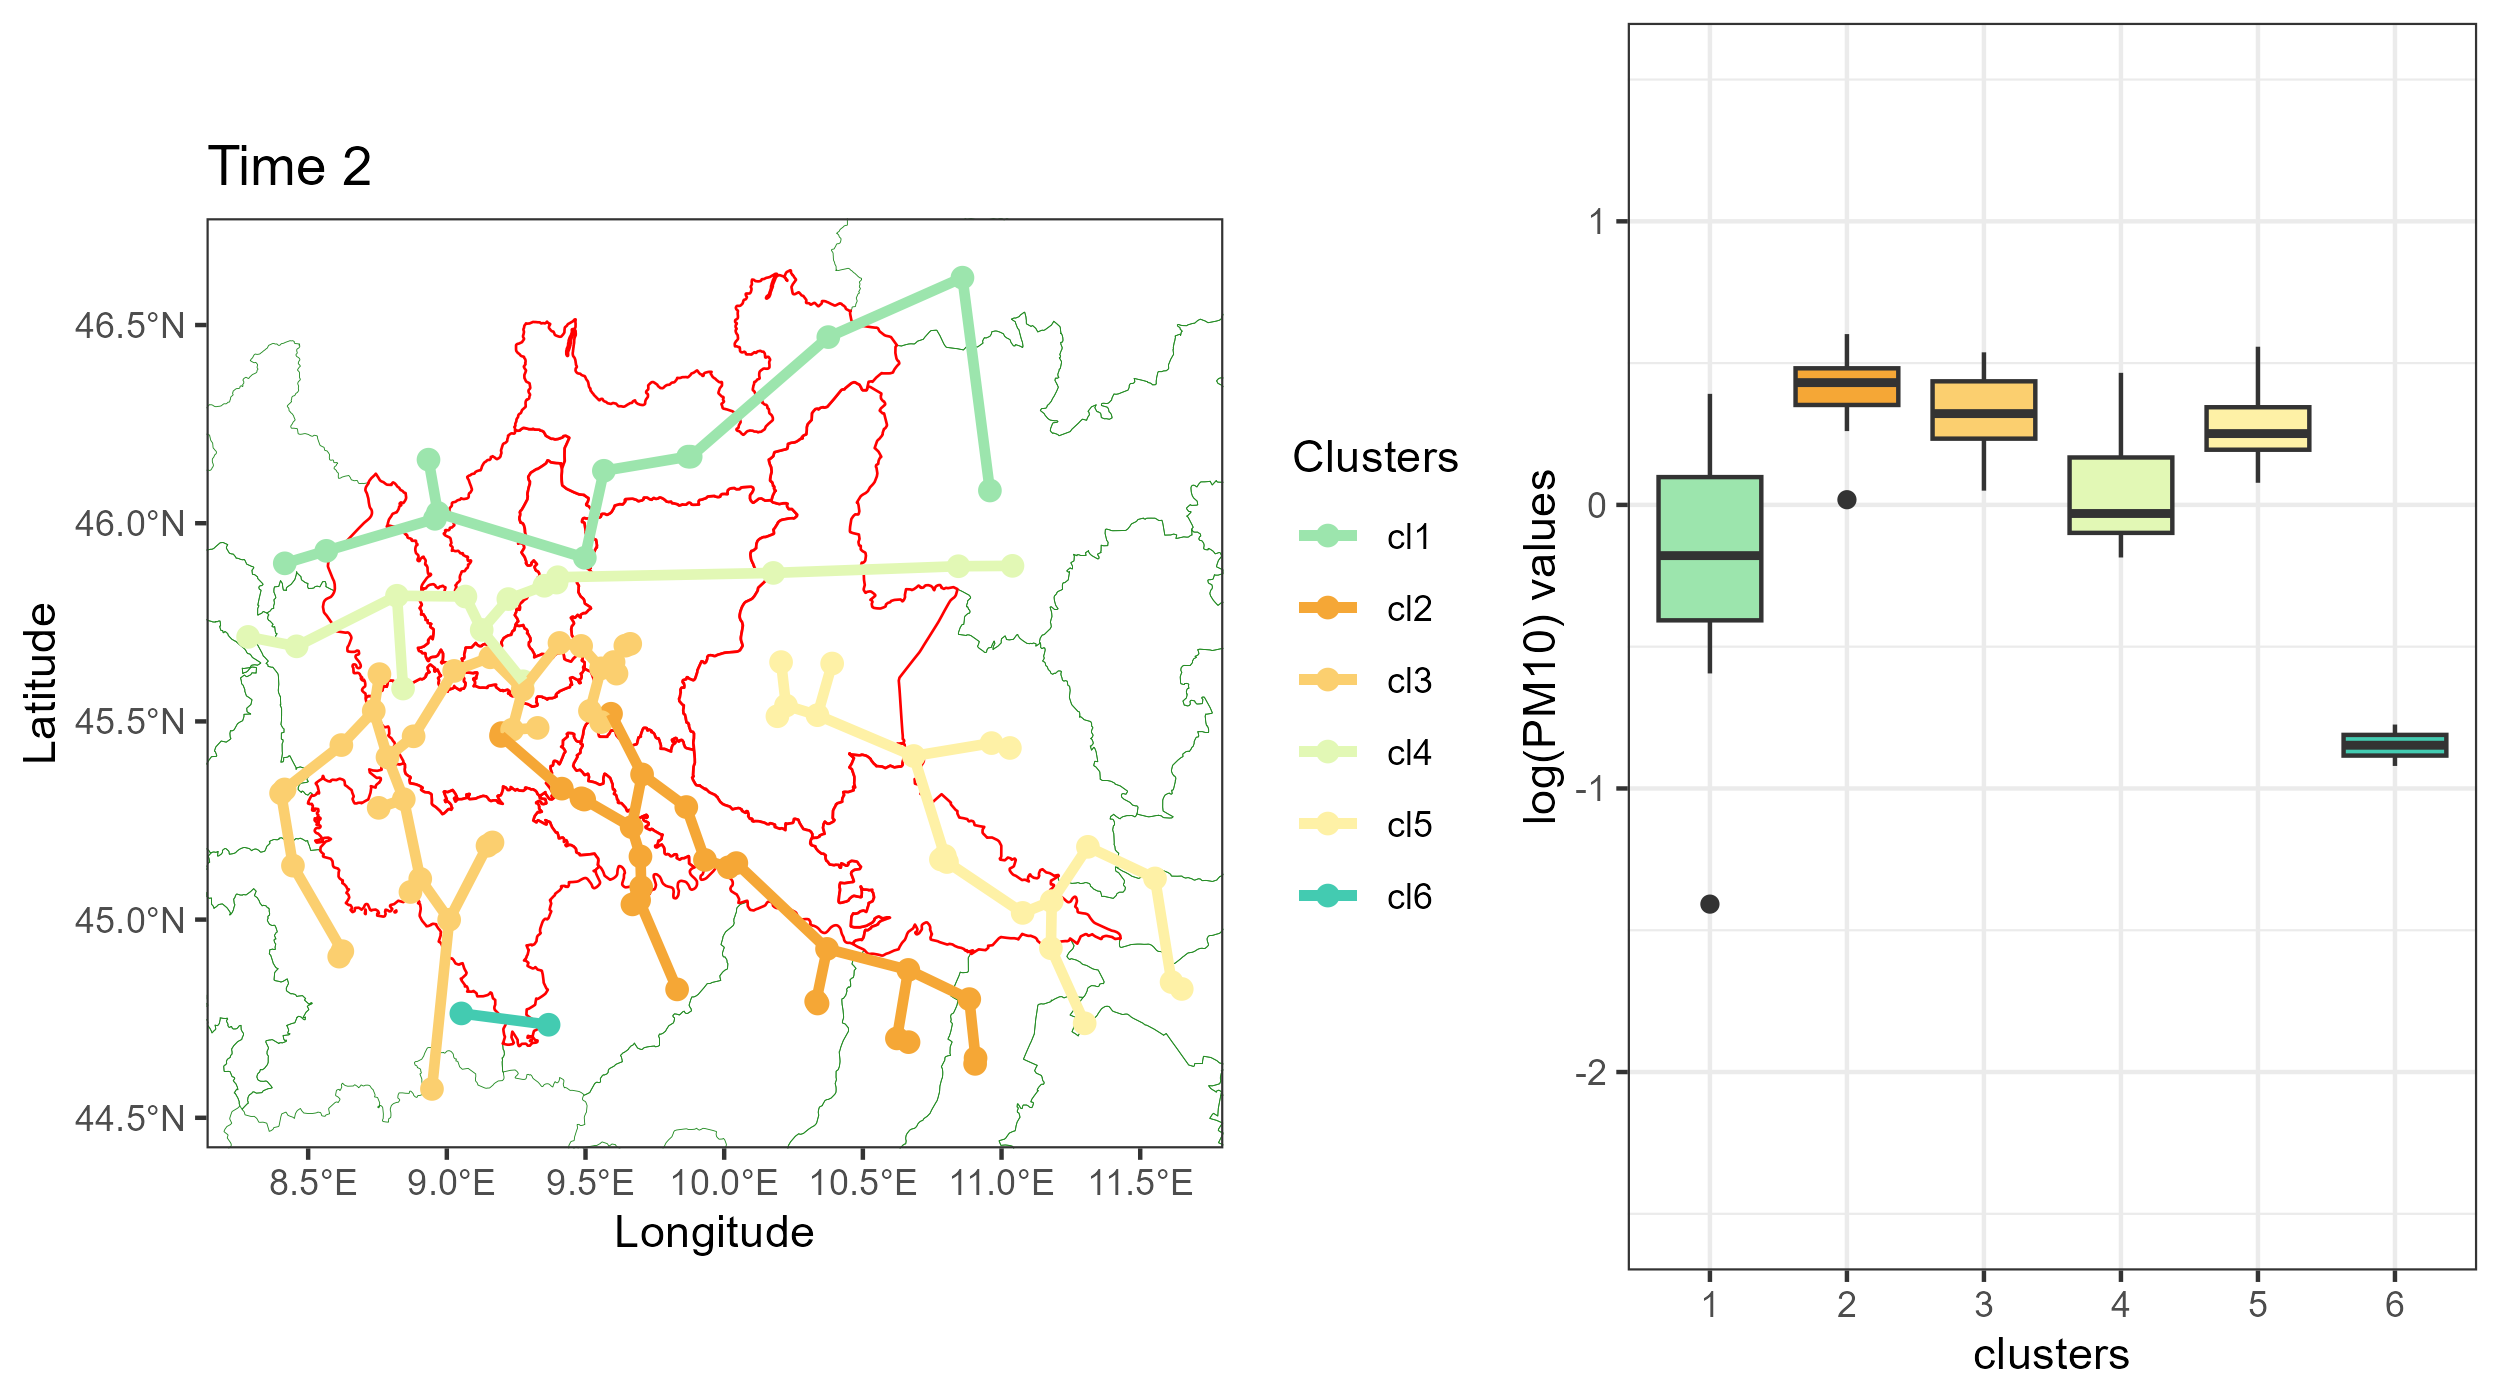 Time 2
46.5°N
46.0°N
45.5°N
45.0°N
44.5°N
Latitude
8.5°E 9.0°E 9.5°E 10.0°E 10.5°E 11.0°E 11.5°E
Longitude
Clusters
cl1
cl2
cl3
cl4
cl5
cl6
log(PM10) values
1
0
-1
-2
1 2 3 4 5 6
clusters